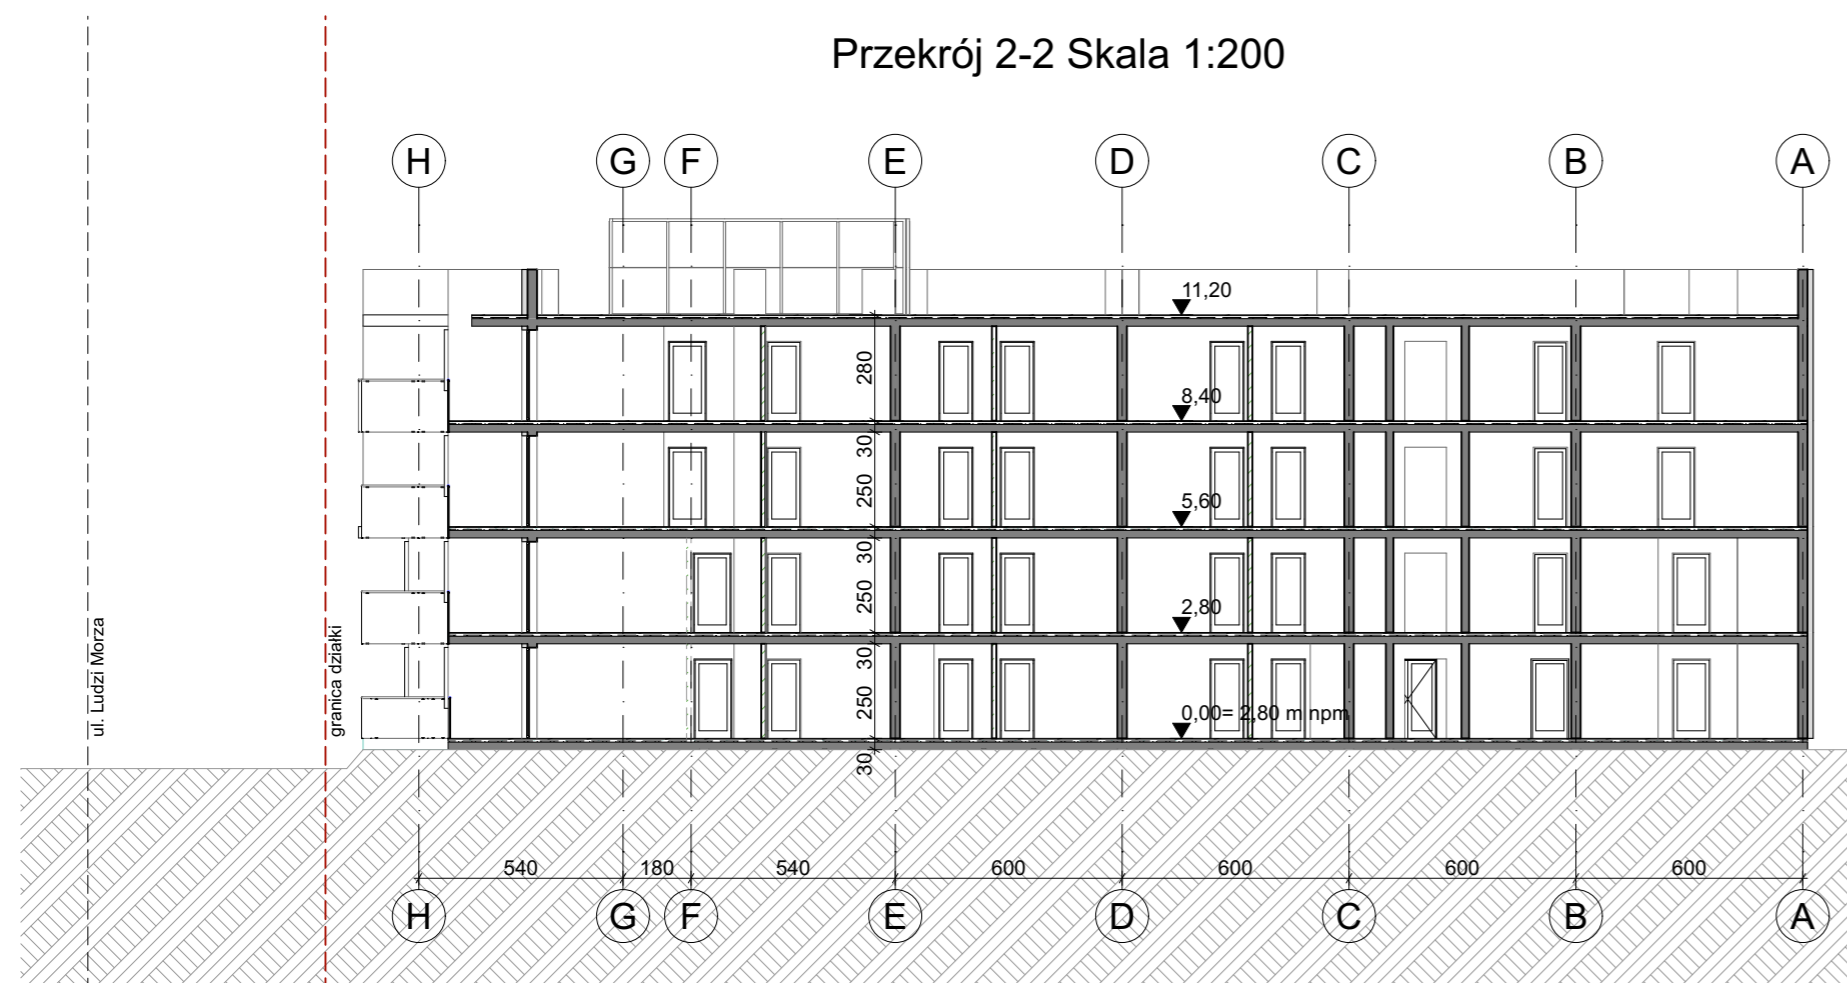 Przekrój 2-2 Skala 1:200
H G F E D C B A
11,20
280
8,40
30
5,60
250
30
2,80
250
30
0,00= 2,80 m npm
250
30
ul. Ludzi Morza
granica działki
540 180 540 600 600 600 600
H G F E D C B A